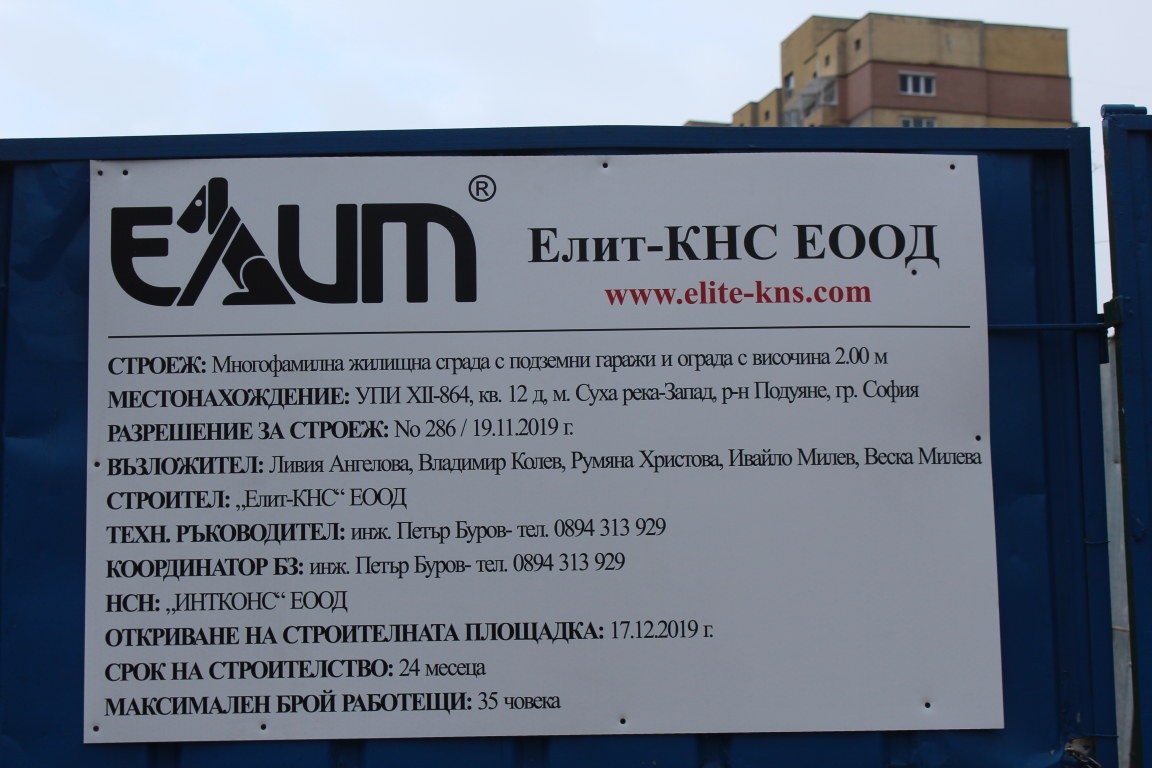 ЕЛИТ ®
Елит-КНС ЕООД
www.elite-kns.com
СТРОЕЖ: Многофамилна жилищна сграда с подземни гаражи и ограда с височина 2.00 м
МЕСТОНАХОЖДЕНИЕ: УПИ XII-864, кв. 12 д, м. Суха река-Запад, р-н Подуяне, гр. София
РАЗРЕШЕНИЕ ЗА СТРОЕЖ: No 286 / 19.11.2019 г.
ВЪЗЛОЖИТЕЛ: Ливия Ангелова, Владимир Колев, Румяна Христова, Ивайло Милев, Веска Милева
СТРОИТЕЛ: „Елит-КНС“ ЕООД
ТЕХН. РЪКОВОДИТЕЛ: инж. Петър Буров- тел. 0894 313 929
КООРДИНАТОР БЗ: инж. Петър Буров- тел. 0894 313 929
НСН: „ИНТКОНС“ ЕООД
ОТКРИВАНЕ НА СТРОИТЕЛНАТА ПЛОЩАДКА: 17.12.2019 г.
СРОК НА СТРОИТЕЛСТВО: 24 месеца
МАКСИМАЛЕН БРОЙ РАБОТЕЩИ: 35 човека